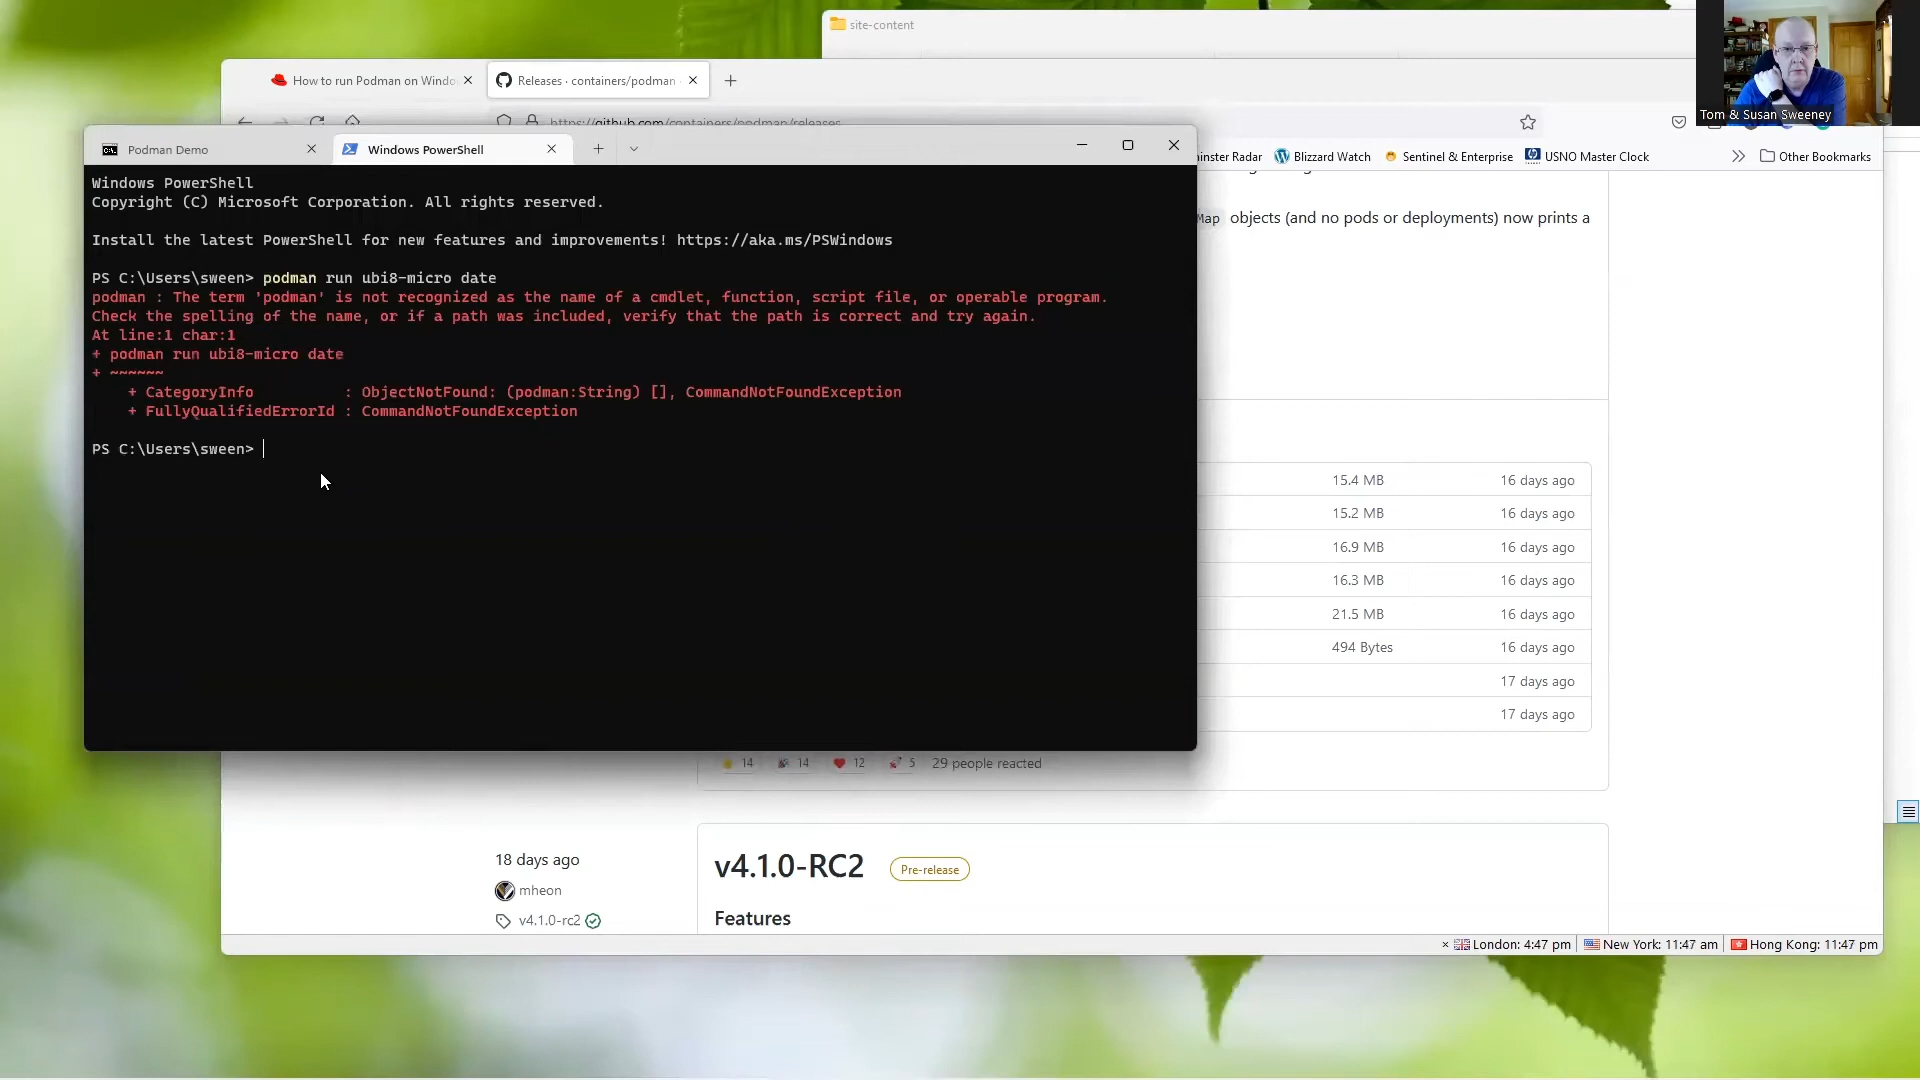 site-content
How to run Podman on Windo
Releases · containers/podman
https://github.com/containers/podman/releases
Tom & Susan Sweeney
Podman Demo
Windows PowerShell
inster Radar
Blizzard Watch
Sentinel & Enterprise
USNO Master Clock
Other Bookmarks
Windows PowerShell
Copyright (C) Microsoft Corporation. All rights reserved.
Install the latest PowerShell for new features and improvements! https://aka.ms/PSWindows
PS C:\Users\sween> podman run ubi8-micro date
podman : The term 'podman' is not recognized as the name of a cmdlet, function, script file, or operable program.
Check the spelling of the name, or if a path was included, verify that the path is correct and try again.
At line:1 char:1
+ podman run ubi8-micro date
+ ~~~~~~
+ CategoryInfo : ObjectNotFound: (podman:String) [], CommandNotFoundException
+ FullyQualifiedErrorId : CommandNotFoundException
PS C:\Users\sween>
Map objects (and no pods or deployments) now prints a
15.4 MB 16 days ago
15.2 MB 16 days ago
16.9 MB 16 days ago
16.3 MB 16 days ago
21.5 MB 16 days ago
494 Bytes 16 days ago
17 days ago
17 days ago
14 14 12 5 29 people reacted
18 days ago
mheon
v4.1.0-rc2
v4.1.0-RC2 Pre-release
Features
× London: 4:47 pm New York: 11:47 am Hong Kong: 11:47 pm